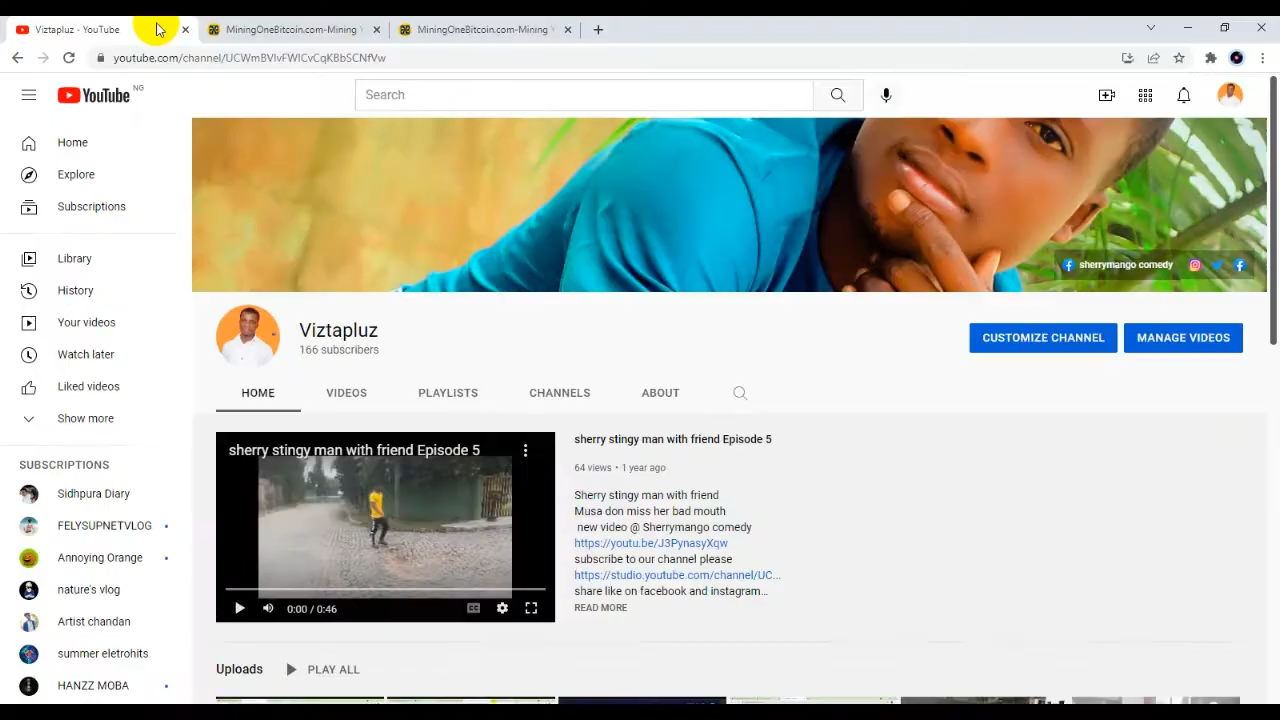 Viztapluz - YouTube
MiningOneBitcoin.com-Mining
MiningOneBitcoin.com-Mining
youtube.com/channel/UCWmBVIvFWICvCqKBbSCNfVw
YouTube NG
Search
Home
Explore
Subscriptions
Library
History
Your videos
Watch later
Liked videos
Show more
SUBSCRIPTIONS
Sidhpura Diary
FELYSUPNETVLOG
Annoying Orange
nature's vlog
Artist chandan
summer eletrohits
HANZZ MOBA
sherrymango comedy
Viztapluz
166 subscribers
CUSTOMIZE CHANNEL
MANAGE VIDEOS
HOME
VIDEOS
PLAYLISTS
CHANNELS
ABOUT
sherry stingy man with friend Episode 5
0:00 / 0:46
sherry stingy man with friend Episode 5
64 views • 1 year ago
Sherry stingy man with friend
Musa don miss her bad mouth
new video @ Sherrymango comedy
https://youtu.be/J3PynasyXqw
subscribe to our channel please
https://studio.youtube.com/channel/UC...
share like on facebook and instagram...
READ MORE
Uploads
PLAY ALL